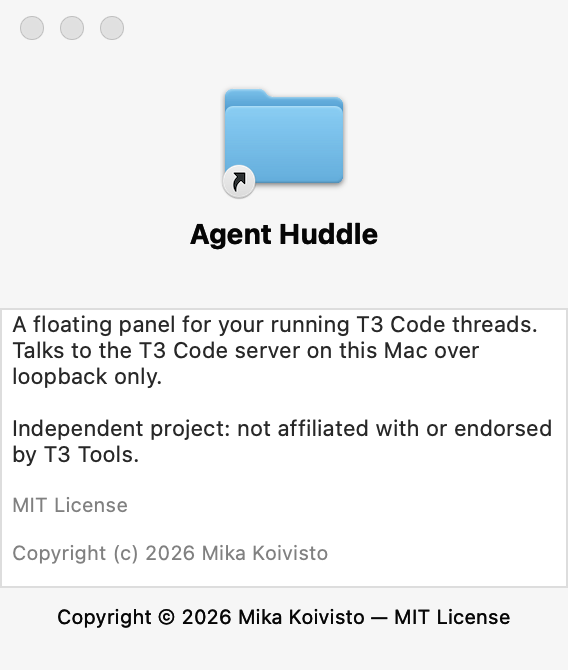 Agent Huddle
A floating panel for your running T3 Code threads.
Talks to the T3 Code server on this Mac over
loopback only.
Independent project: not affiliated with or endorsed
by T3 Tools.
MIT License
Copyright (c) 2026 Mika Koivisto
Copyright © 2026 Mika Koivisto — MIT License